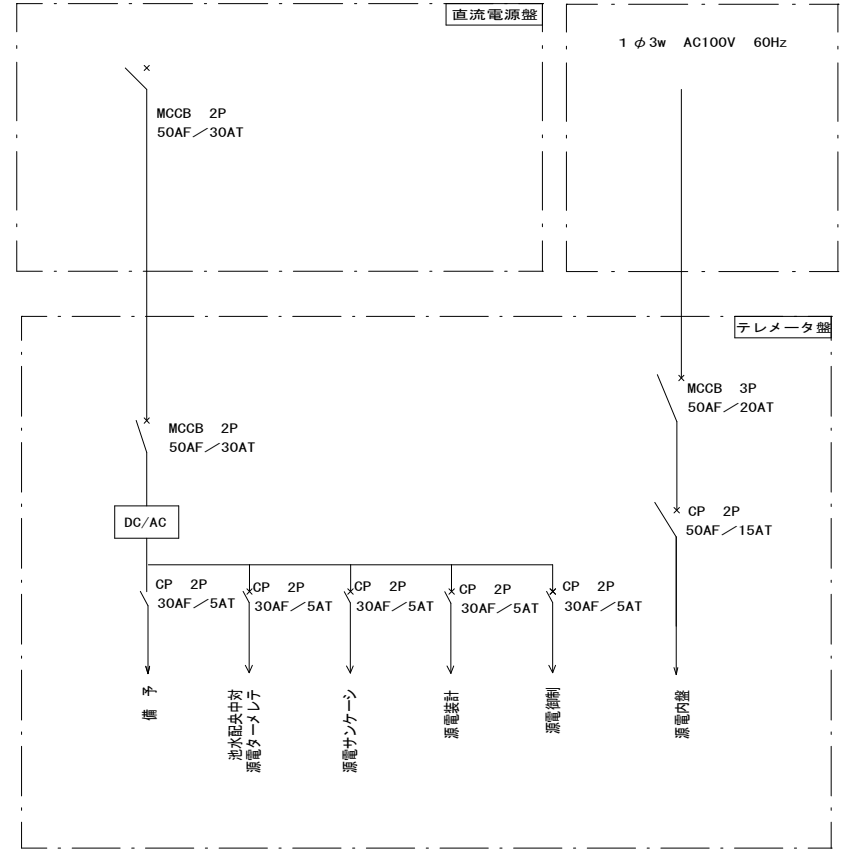 直流電源盤
1φ3w AC100V 60Hz
MCCB 2P
50AF/30AT
テレメータ盤
MCCB 3P
50AF/20AT
MCCB 2P
50AF/30AT
CP 2P
50AF/15AT
DC/AC
CP 2P
30AF/5AT
CP 2P
30AF/5AT
CP 2P
30AF/5AT
CP 2P
30AF/5AT
CP 2P
30AF/5AT
予備
対中央配水池
テレメータ電源
シーケンサ電源
計装電源
制御電源
盤内電源